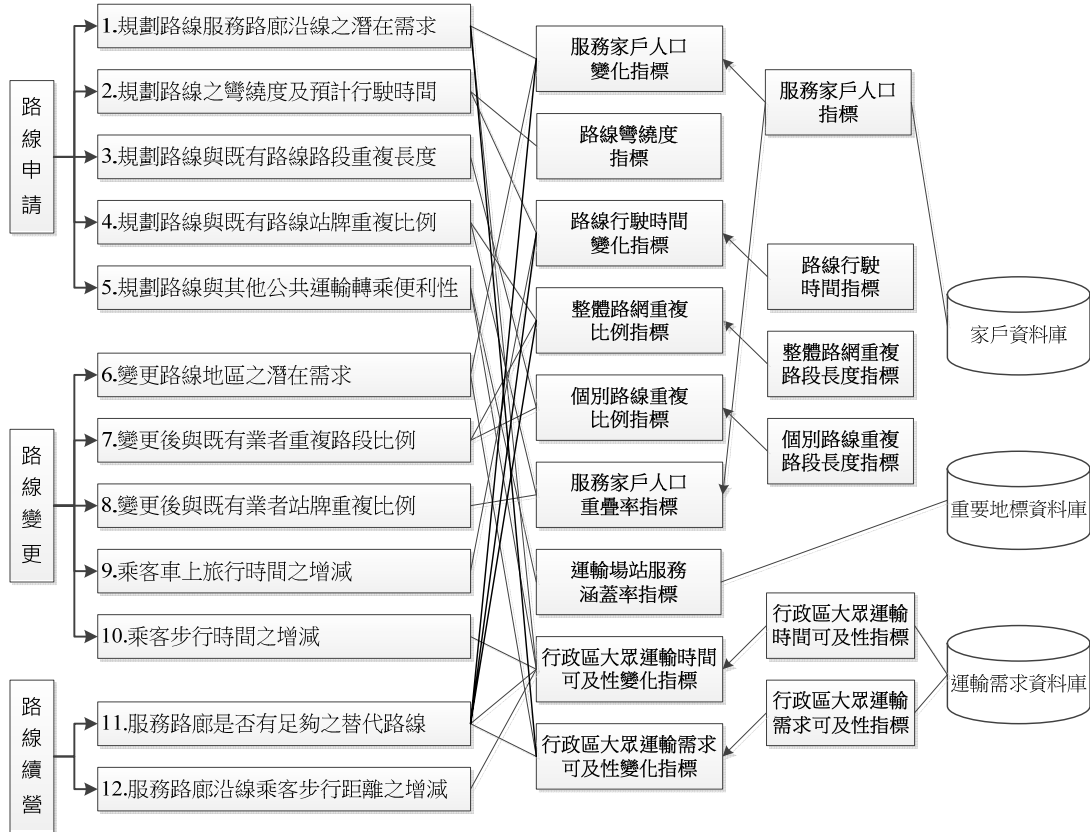 路線申請
1.規劃路線服務路廊沿線之潛在需求
2.規劃路線之彎繞度及預計行駛時間
3.規劃路線與既有路線路段重複長度
4.規劃路線與既有路線站牌重複比例
5.規劃路線與其他公共運輸轉乘便利性
路線變更
6.變更路線地區之潛在需求
7.變更後與既有業者重複路段比例
8.變更後與既有業者站牌重複比例
9.乘客車上旅行時間之增減
10.乘客步行時間之增減
路線續營
11.服務路廊是否有足夠之替代路線
12.服務路廊沿線乘客步行距離之增減
服務家戶人口
變化指標
路線彎繞度
指標
路線行駛時間
變化指標
整體路網重複
比例指標
個別路線重複
比例指標
服務家戶人口
重疊率指標
運輸場站服務
涵蓋率指標
行政區大眾運輸時間
可及性變化指標
行政區大眾運輸需求
可及性變化指標
服務家戶人口
指標
路線行駛
時間指標
整體路網重複
路段長度指標
個別路線重複
路段長度指標
行政區大眾運輸
時間可及性指標
行政區大眾運輸
需求可及性指標
家戶資料庫
重要地標資料庫
運輸需求資料庫